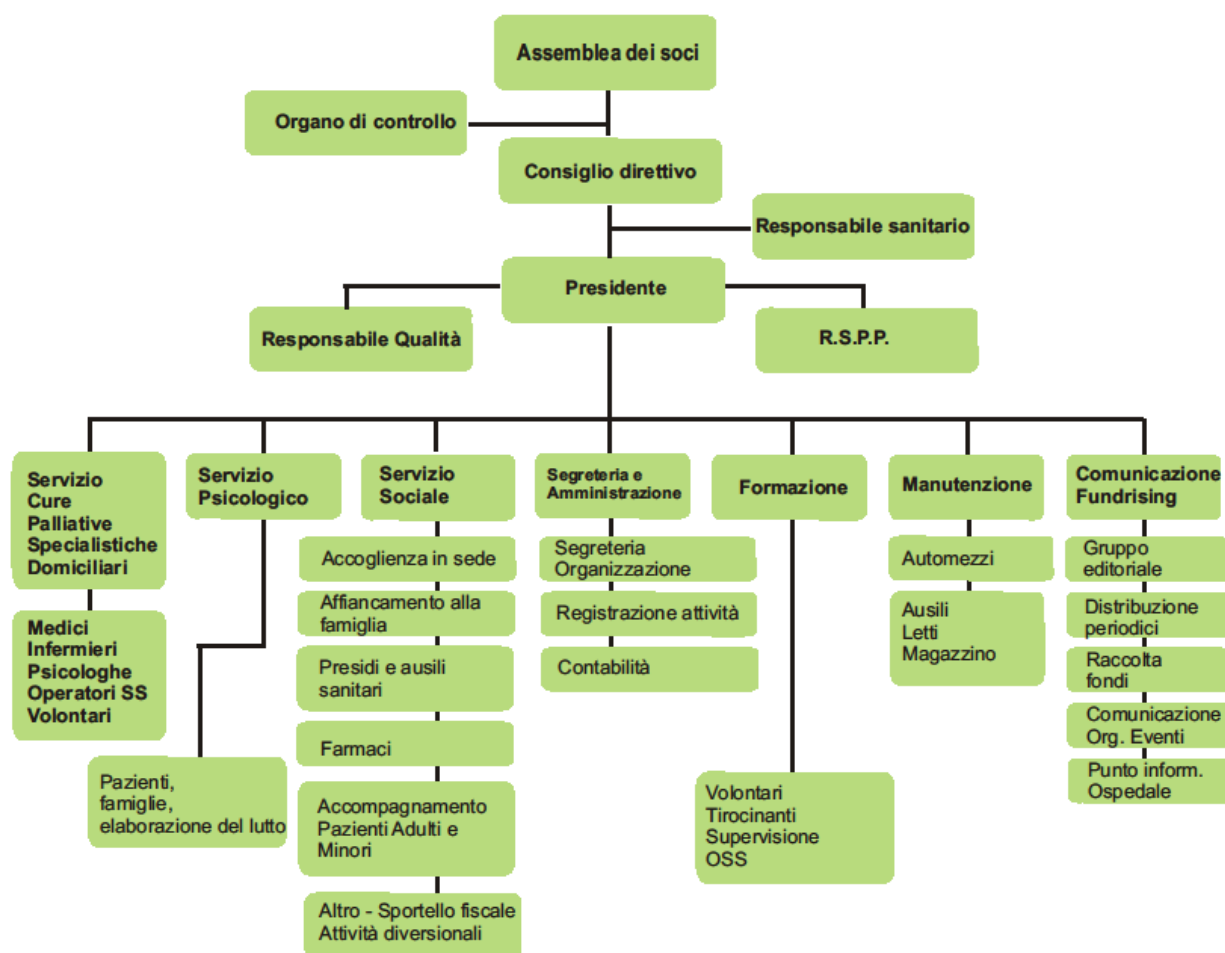 Assemblea dei soci
Organo di controllo
Consiglio direttivo
Responsabile sanitario
Presidente
Responsabile Qualità
R.S.P.P.
Servizio
Cure
Palliative
Specialistiche
Domiciliari
Medici
Infermieri
Psicologhe
Operatori SS
Volontari
Servizio
Psicologico
Pazienti,
famiglie,
elaborazione del lutto
Servizio
Sociale
Accoglienza in sede
Affiancamento alla
famiglia
Presidi e ausili
sanitari
Farmaci
Accompagnamento
Pazienti Adulti e
Minori
Altro - Sportello fiscale
Attività diversionali
Segreteria e
Amministrazione
Segreteria
Organizzazione
Registrazione attività
Contabilità
Formazione
Volontari
Tirocinanti
Supervisione
OSS
Manutenzione
Automezzi
Ausili
Letti
Magazzino
Comunicazione
Fundrising
Gruppo
editoriale
Distribuzione
periodici
Raccolta
fondi
Comunicazione
Org. Eventi
Punto inform.
Ospedale